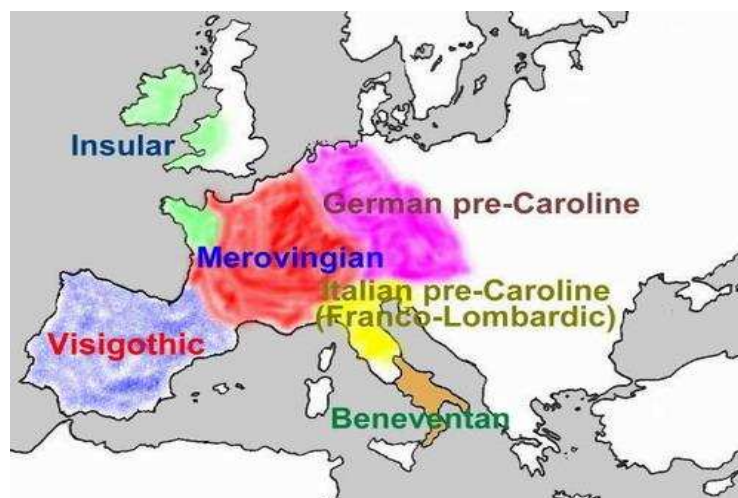 Insular
German pre-Caroline
Merovingian
Italian pre-Caroline
(Franco-Lombardic)
Visigothic
Beneventan